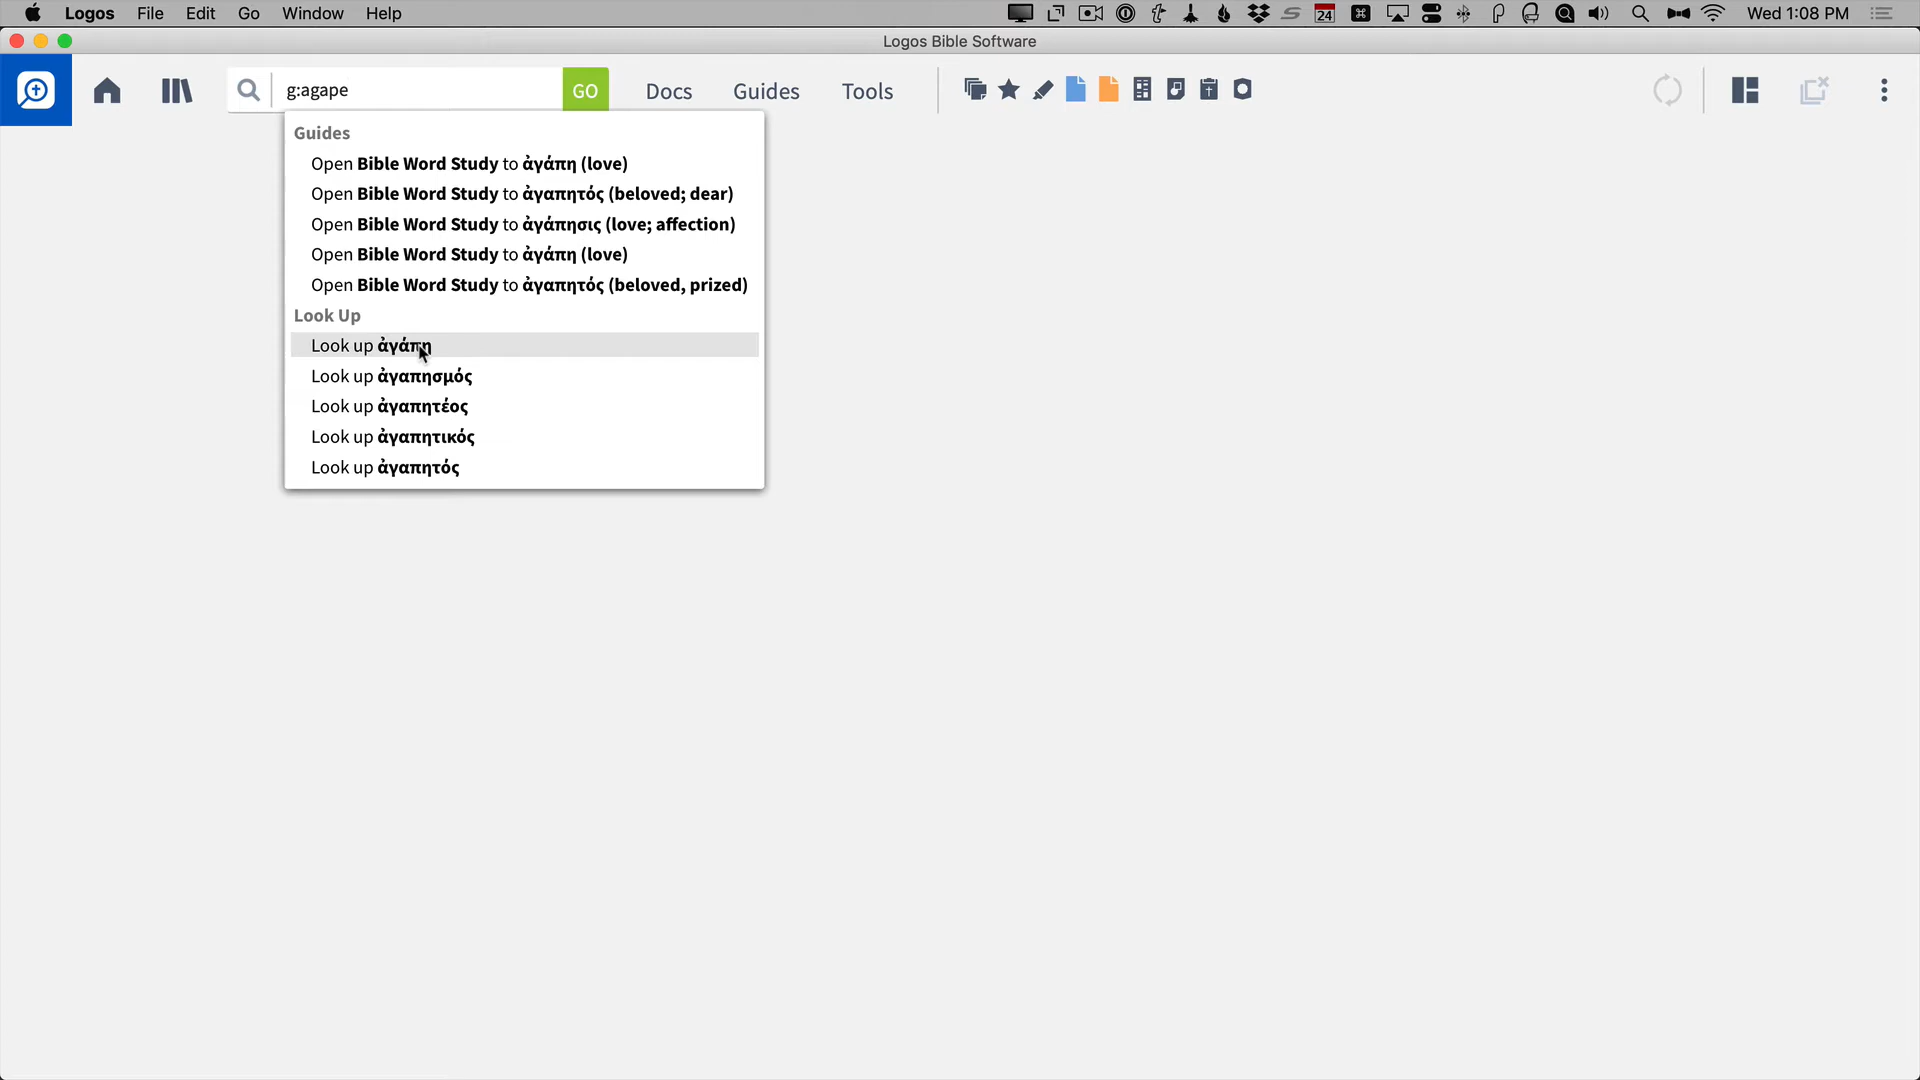 Logos File Edit Go Window Help 24 Wed 1:08 PM
Logos Bible Software
g:agape GO Docs Guides Tools
Guides
Open Bible Word Study to ἀγάπη (love)
Open Bible Word Study to ἀγαπητός (beloved; dear)
Open Bible Word Study to ἀγάπησις (love; affection)
Open Bible Word Study to ἀγάπη (love)
Open Bible Word Study to ἀγαπητός (beloved, prized)
Look Up
Look up ἀγάπη
Look up ἀγαπησμός
Look up ἀγαπητέος
Look up ἀγαπητικός
Look up ἀγαπητός